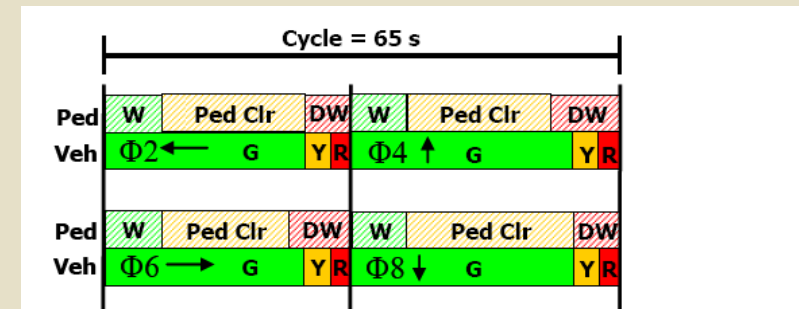 Cycle = 65 s
Ped W Ped Clr DW W Ped Clr DW
Veh Φ2 G Y R Φ4 G Y R
Ped W Ped Clr DW W Ped Clr DW
Veh Φ6 G Y R Φ8 G Y R